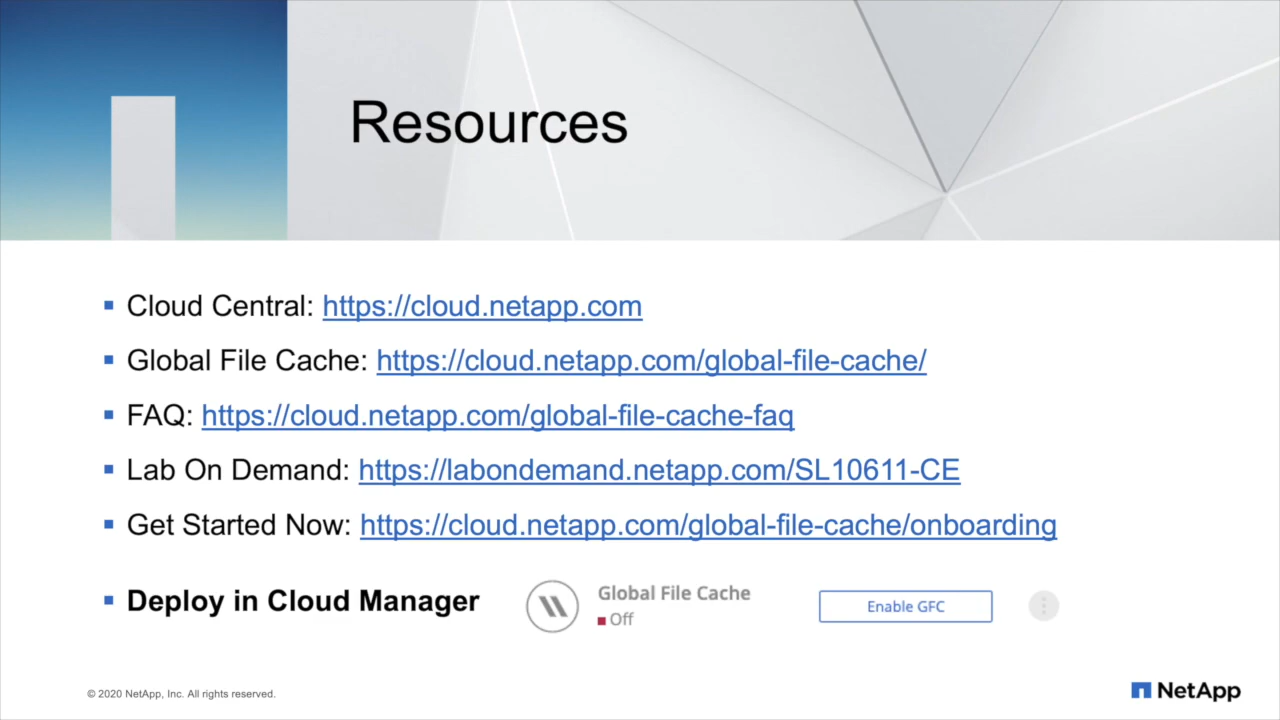 Resources
Cloud Central: https://cloud.netapp.com
Global File Cache: https://cloud.netapp.com/global-file-cache/
FAQ: https://cloud.netapp.com/global-file-cache-faq
Lab On Demand: https://labondemand.netapp.com/SL10611-CE
Get Started Now: https://cloud.netapp.com/global-file-cache/onboarding
Deploy in Cloud Manager
Global File Cache
Off
Enable GFC
© 2020 NetApp, Inc. All rights reserved.
NetApp